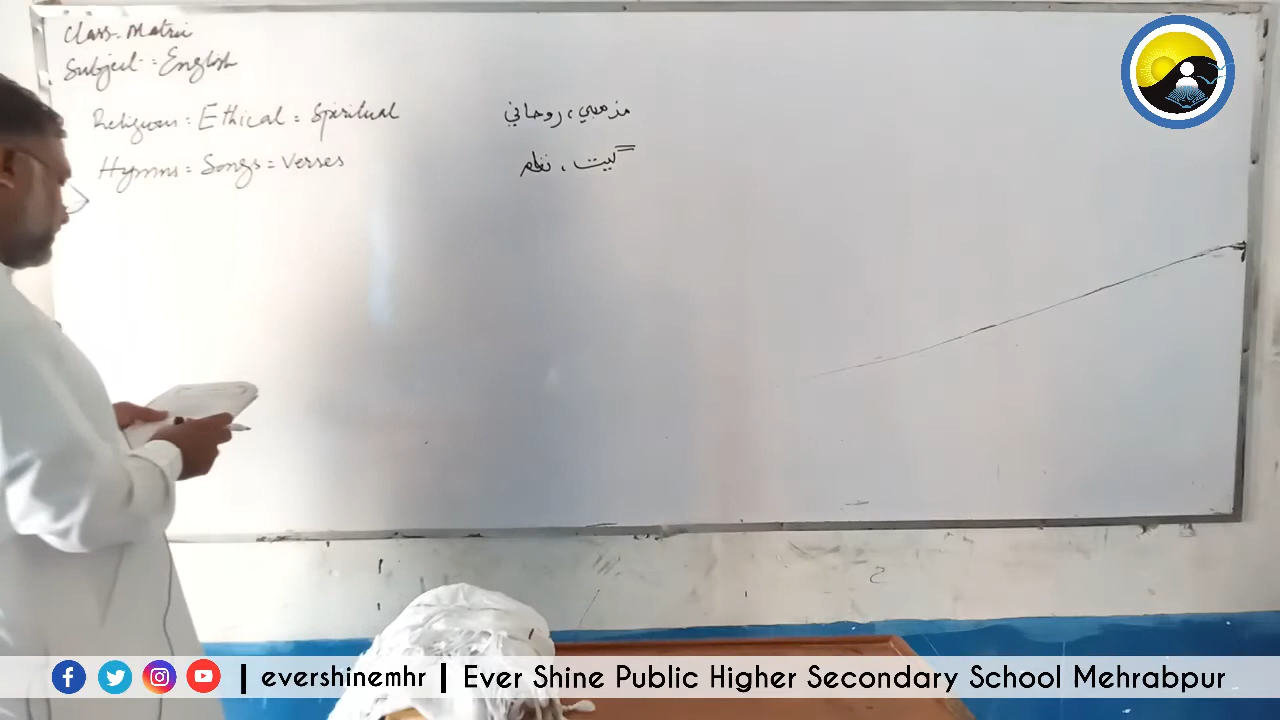 Class - Matric
Subject = English
Religious = Ethical = Spiritual مذهبي، روحاني
Hymns = Songs = Verses گيت، نظم
| evershinemhr | Ever Shine Public Higher Secondary School Mehrabpur